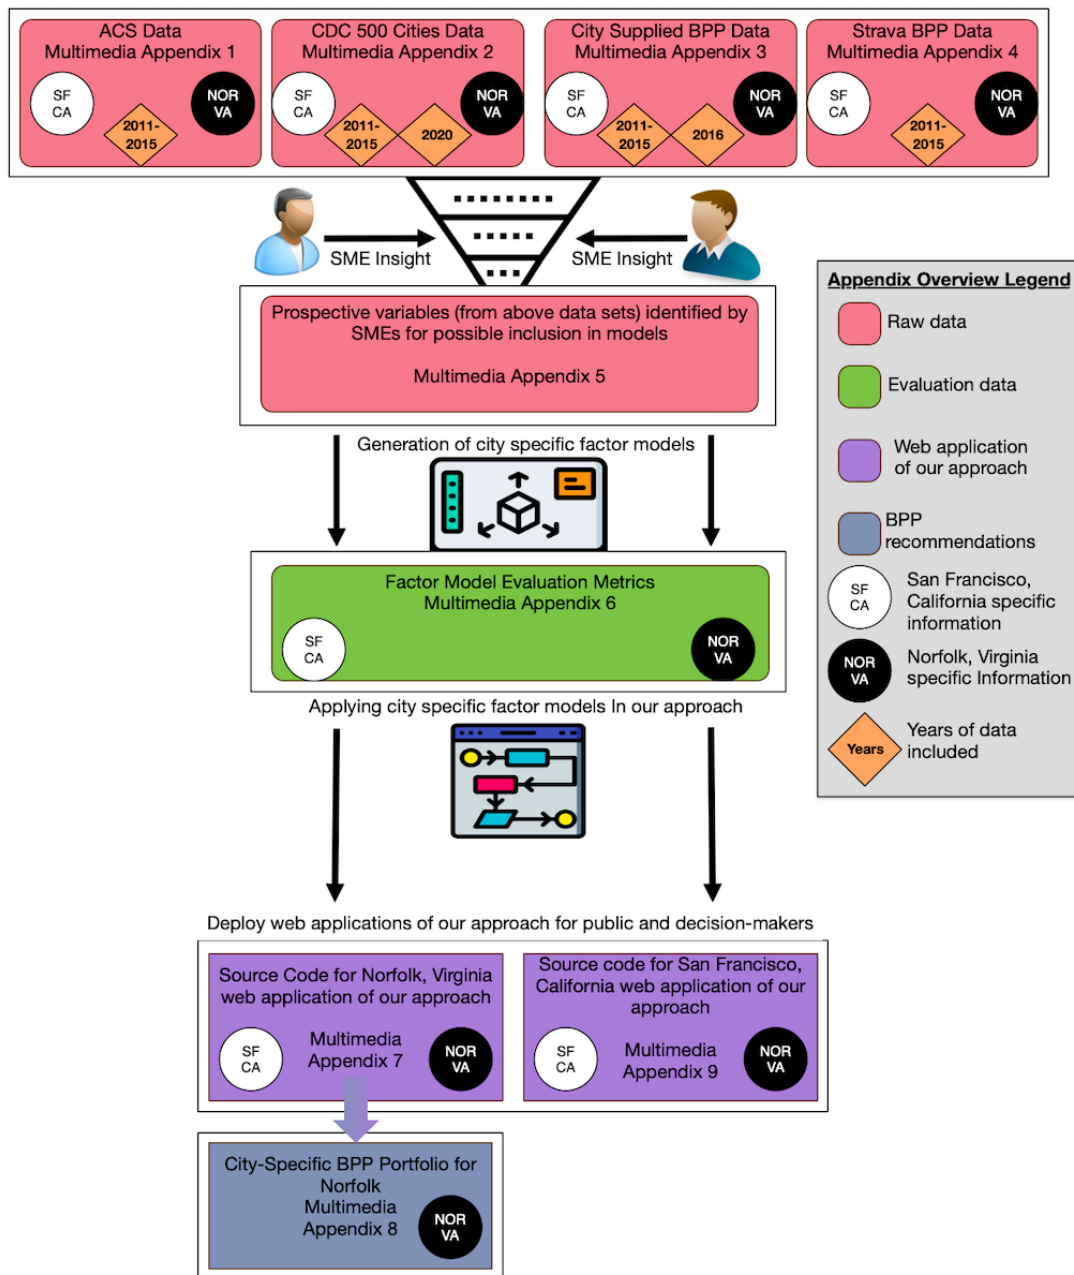 ACS Data
Multimedia Appendix 1
SF
CA
NOR
VA
2011-
2015
CDC 500 Cities Data
Multimedia Appendix 2
SF
CA
NOR
VA
2011-
2015
2020
City Supplied BPP Data
Multimedia Appendix 3
SF
CA
NOR
VA
2011-
2015
2016
Strava BPP Data
Multimedia Appendix 4
SF
CA
NOR
VA
2011-
2015
SME Insight
SME Insight
Prospective variables (from above data sets) identified by
SMEs for possible inclusion in models
Multimedia Appendix 5
Generation of city specific factor models
Factor Model Evaluation Metrics
Multimedia Appendix 6
SF
CA
NOR
VA
Applying city specific factor models In our approach
Deploy web applications of our approach for public and decision-makers
Source Code for Norfolk, Virginia
web application of our approach
SF
CA
Multimedia
Appendix 7
NOR
VA
Source code for San Francisco,
California web application of our
approach
SF
CA
Multimedia
Appendix 9
NOR
VA
City-Specific BPP Portfolio for
Norfolk
Multimedia
Appendix 8
NOR
VA
Appendix Overview Legend
Raw data
Evaluation data
Web application
of our approach
BPP
recommendations
SF
CA
San Francisco,
California specific
information
NOR
VA
Norfolk, Virginia
specific Information
Years
Years of data
included